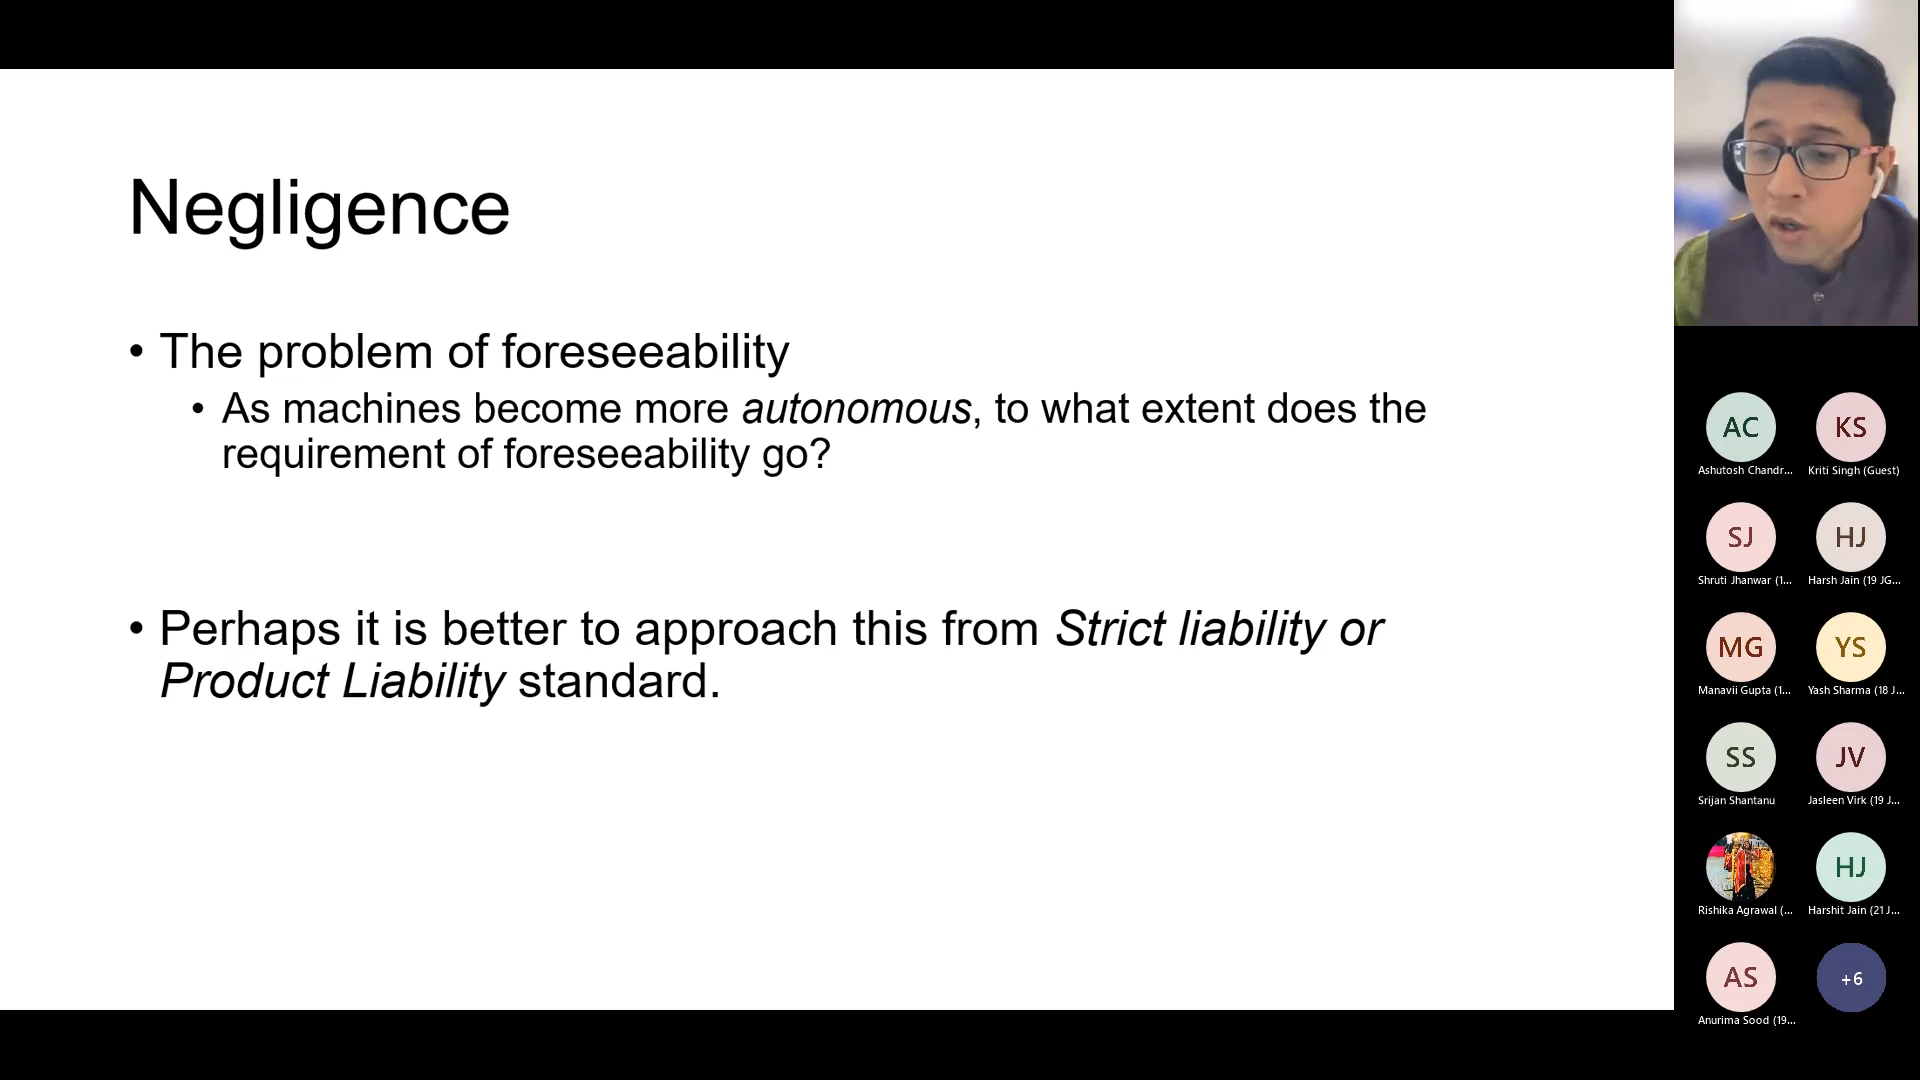 Negligence
• The problem of foreseeability
• As machines become more autonomous, to what extent does the
requirement of foreseeability go?
• Perhaps it is better to approach this from Strict liability or
Product Liability standard.
AC
KS
Ashutosh Chandr...
Kriti Singh (Guest)
SJ
HJ
Shruti Jhanwar (1...
Harsh Jain (19 JG...
MG
YS
Manavii Gupta (1...
Yash Sharma (18 J...
SS
JV
Srijan Shantanu
Jasleen Virk (19 J...
HJ
Rishika Agrawal (...
Harshit Jain (21 J...
AS
+6
Anurima Sood (19...